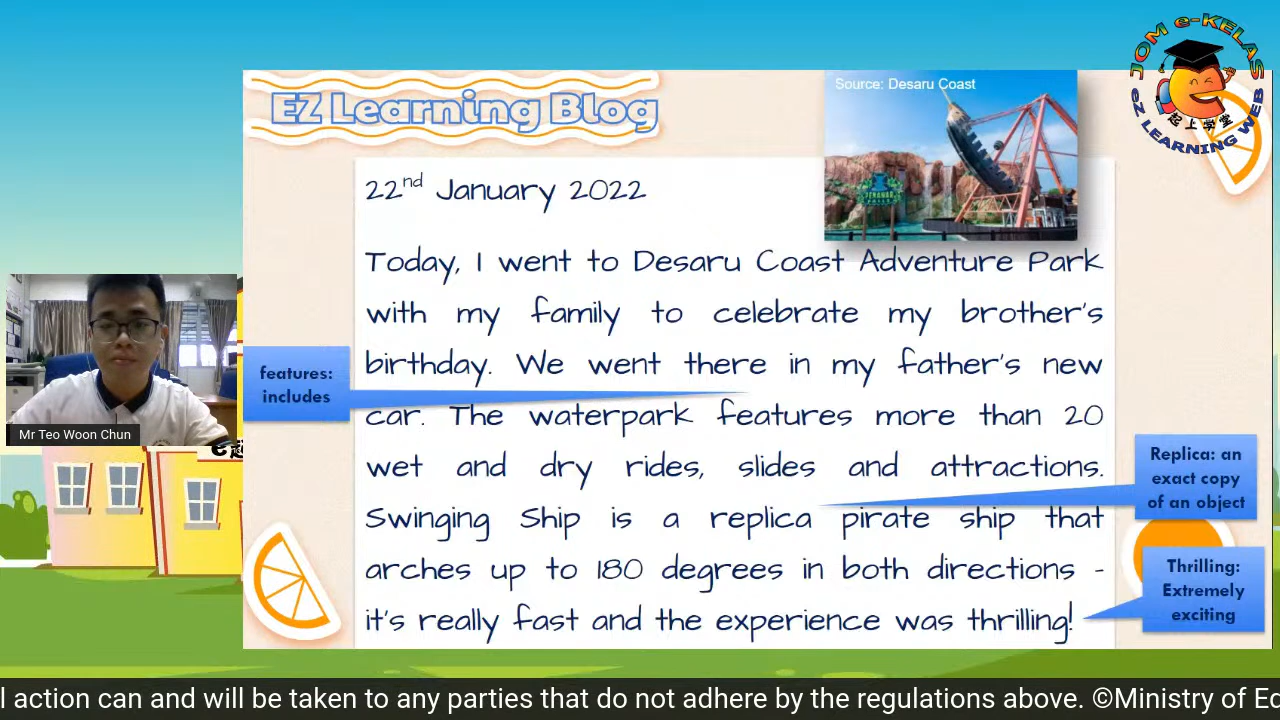 JOM e-KELAS
起上学堂
eZ LEARNING WEB
EZ Learning Blog
Source: Desaru Coast
22nd January 2022
Today, I went to Desaru Coast Adventure Park
with my family to celebrate my brother's
birthday. We went there in my father's new
car. The waterpark features more than 20
wet and dry rides, slides and attractions.
Swinging Ship is a replica pirate ship that
arches up to 180 degrees in both directions -
it's really fast and the experience was thrilling!
features:
includes
Replica: an
exact copy
of an object
Thrilling:
Extremely
exciting
Mr Teo Woon Chun
l action can and will be taken to any parties that do not adhere by the regulations above. ©Ministry of Ed